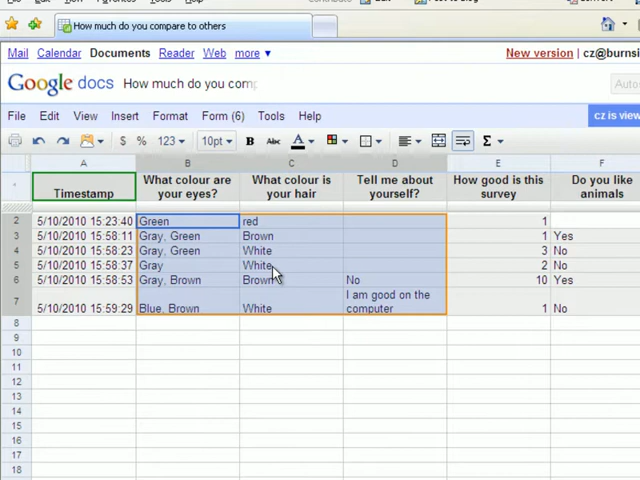 How much do you compare to others
Mail Calendar Documents Reader Web more ▾ New version | cz@burnsi
Google docs How much do you com
File Edit View Insert Format Form (6) Tools Help cz is view
$ % 123 10pt B Abc A Σ
A B C D E F
Timestamp What colour are your eyes? What colour is your hair Tell me about yourself? How good is this survey Do you like animals
2 5/10/2010 15:23:40 Green red 1
3 5/10/2010 15:58:11 Gray, Green Brown 1 Yes
4 5/10/2010 15:58:23 Gray, Green White 3 No
5 5/10/2010 15:58:37 Gray White 2 No
6 5/10/2010 15:58:53 Gray, Brown Brown No 10 Yes
7 5/10/2010 15:59:29 Blue, Brown White I am good on the computer 1 No
8
9
10
11
12
13
14
15
16
17
18